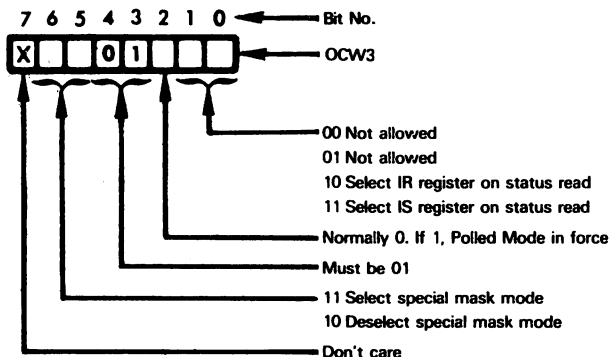 7 6 5 4 3 2 1 0 Bit No.
X 0 1 OCW3
00 Not allowed
01 Not allowed
10 Select IR register on status read
11 Select IS register on status read
Normally 0. If 1, Polled Mode in force
Must be 01
11 Select special mask mode
10 Deselect special mask mode
Don't care